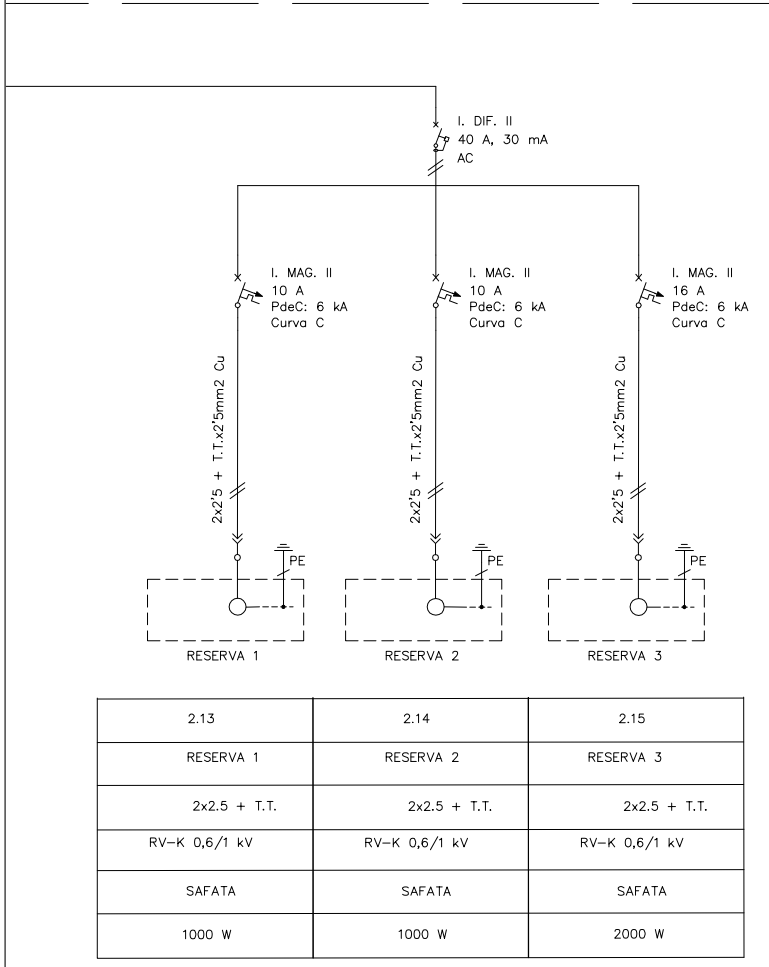 I. DIF. II
40 A, 30 mA
AC
I. MAG. II
10 A
PdeC: 6 kA
Curva C
I. MAG. II
10 A
PdeC: 6 kA
Curva C
I. MAG. II
16 A
PdeC: 6 kA
Curva C
2x2'5 + T.T.x2'5mm2 Cu
2x2'5 + T.T.x2'5mm2 Cu
2x2'5 + T.T.x2'5mm2 Cu
PE
PE
PE
RESERVA 1
RESERVA 2
RESERVA 3
2.13 2.14 2.15
RESERVA 1 RESERVA 2 RESERVA 3
2x2.5 + T.T. 2x2.5 + T.T. 2x2.5 + T.T.
RV-K 0,6/1 kV RV-K 0,6/1 kV RV-K 0,6/1 kV
SAFATA SAFATA SAFATA
1000 W 1000 W 2000 W